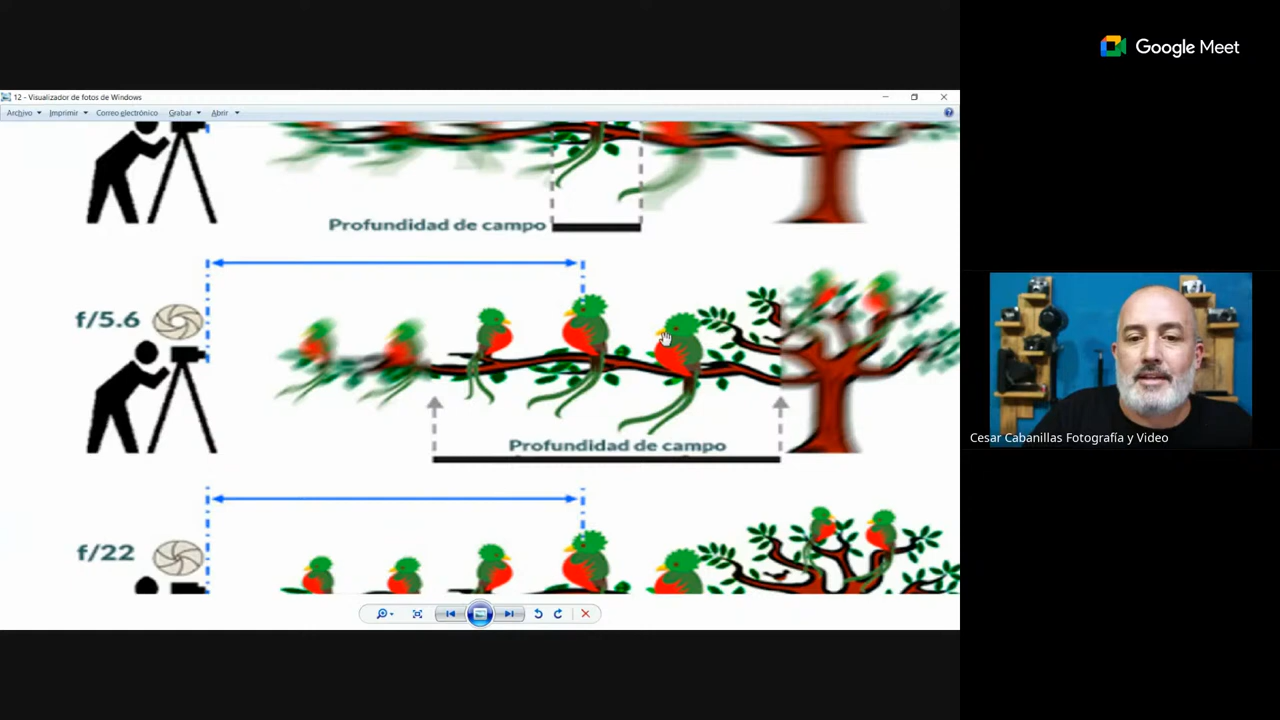 Google Meet
12 - Visualizador de fotos de Windows
Archivo Imprimir Correo electrónico Grabar Abrir
Profundidad de campo
f/5.6
Profundidad de campo
f/22
Cesar Cabanillas Fotografía y Video